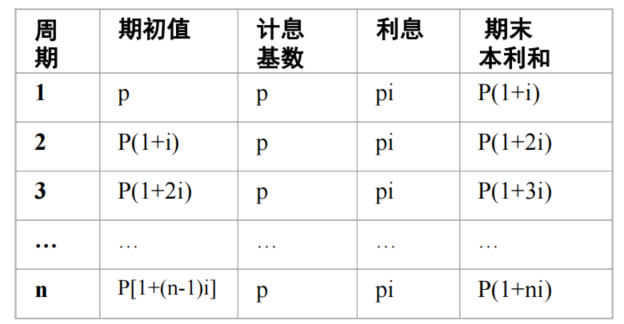 周期 期初值 计息基数 利息 期末本利和
1 p p pi P(1+i)
2 P(1+i) p pi P(1+2i)
3 P(1+2i) p pi P(1+3i)
… … … … …
n P[1+(n-1)i] p pi P(1+ni)